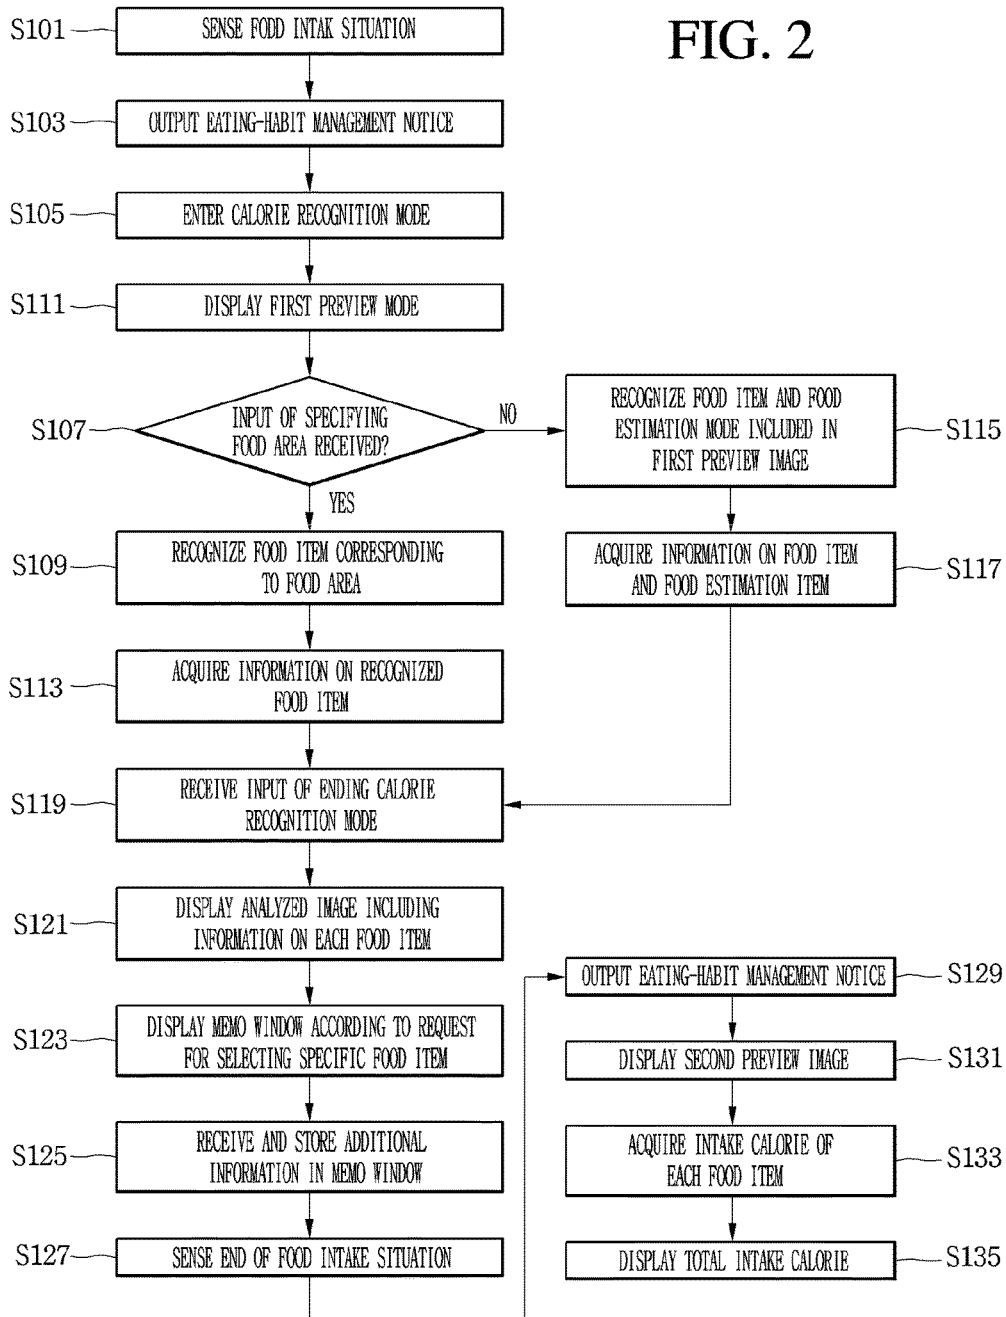 FIG. 2
S101
SENSE FODD INTAK SITUATION
S103
OUTPUT EATING-HABIT MANAGEMENT NOTICE
S105
ENTER CALORIE RECOGNITION MODE
S111
DISPLAY FIRST PREVIEW MODE
S107
INPUT OF SPECIFYING
FOOD AREA RECEIVED?
NO
YES
RECOGNIZE FOOD ITEM AND FOOD
ESTIMATION MODE INCLUDED IN
FIRST PREVIEW IMAGE
S115
S109
RECOGNIZE FOOD ITEM CORRESPONDING
TO FOOD AREA
ACQUIRE INFORMATION ON FOOD ITEM
AND FOOD ESTIMATION ITEM
S117
S113
ACQUIRE INFORMATION ON RECOGNIZED
FOOD ITEM
S119
RECEIVE INPUT OF ENDING CALORIE
RECOGNITION MODE
S121
DISPLAY ANALYZED IMAGE INCLUDING
INFORMATION ON EACH FOOD ITEM
S123
DISPLAY MEMO WINDOW ACCORDING TO REQUEST
FOR SELECTING SPECIFIC FOOD ITEM
S125
RECEIVE AND STORE ADDITIONAL
INFORMATION IN MEMO WINDOW
S127
SENSE END OF FOOD INTAKE SITUATION
OUTPUT EATING-HABIT MANAGEMENT NOTICE
S129
DISPLAY SECOND PREVIEW IMAGE
S131
ACQUIRE INTAKE CALORIE OF
EACH FOOD ITEM
S133
DISPLAY TOTAL INTAKE CALORIE
S135